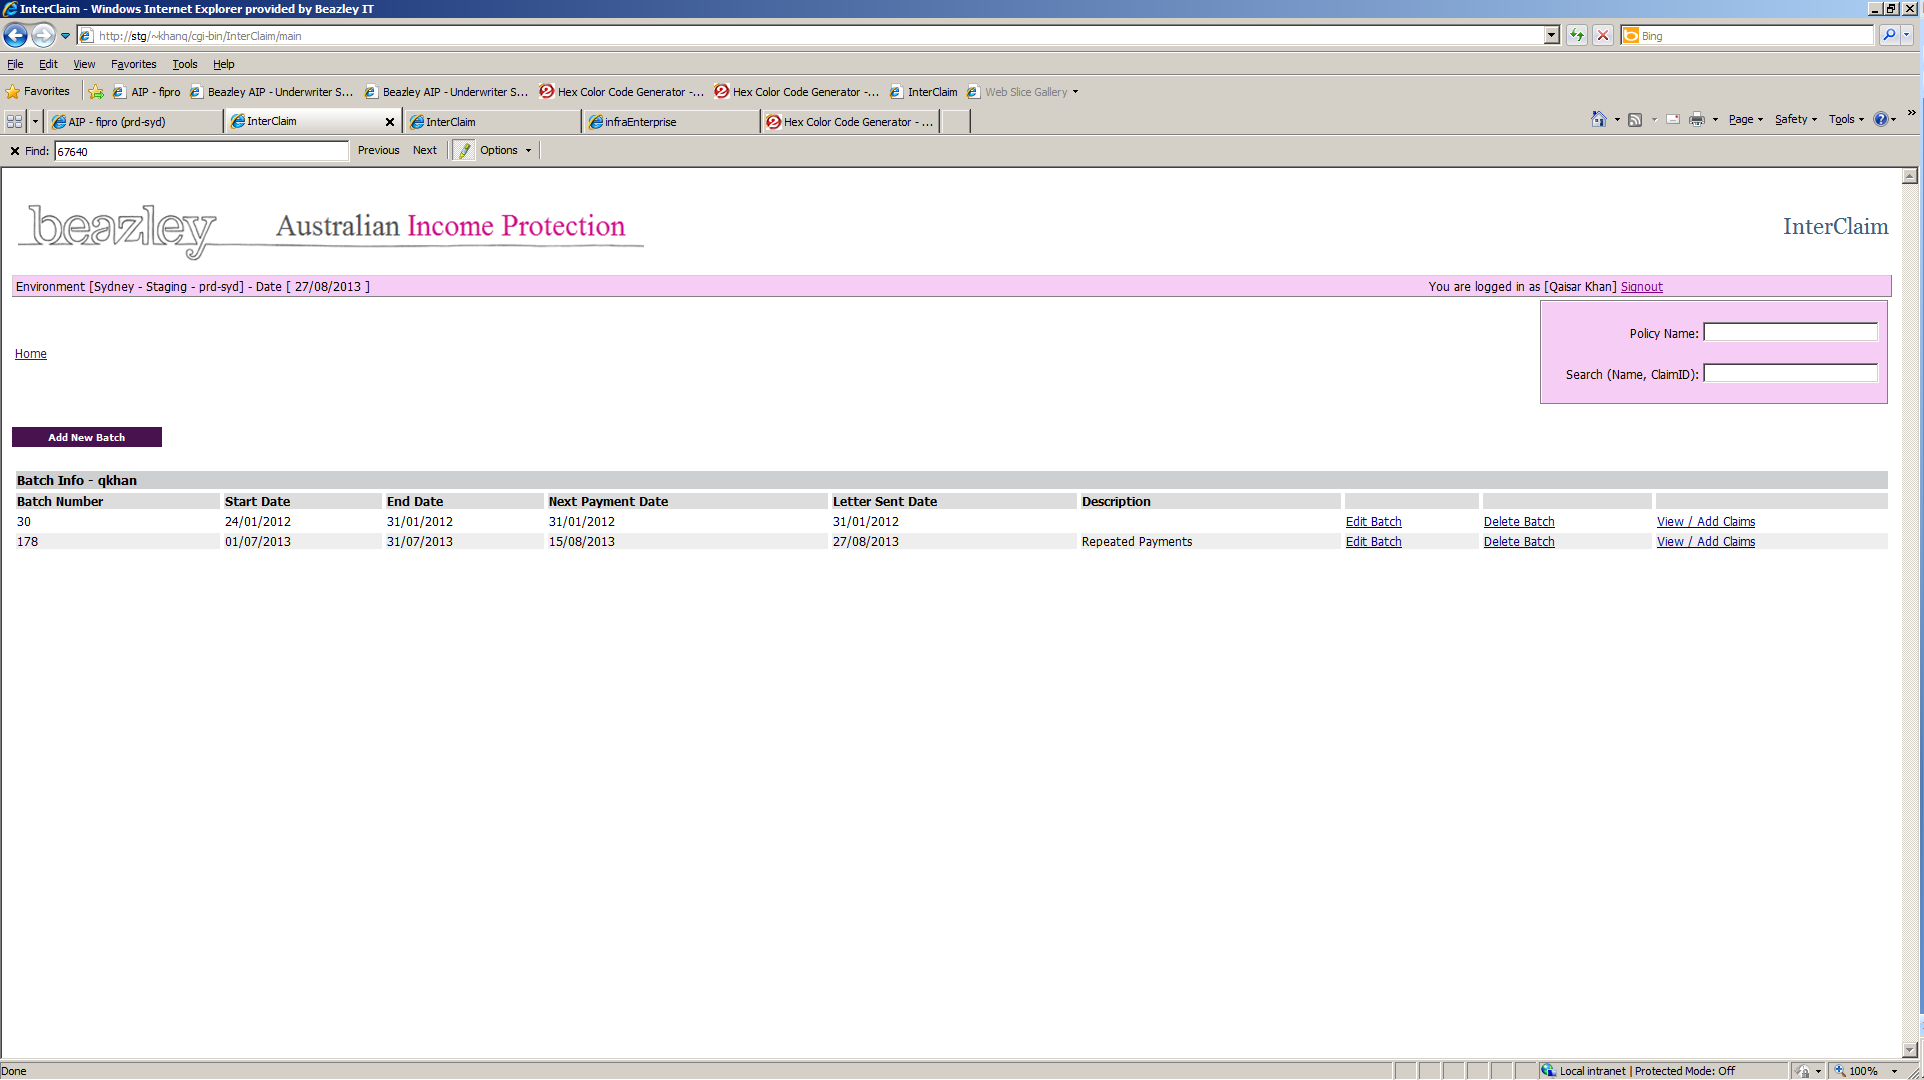 InterClaim - Windows Internet Explorer provided by Beazley IT
http://stg/~khanq/cgi-bin/InterClaim/main
Bing
File Edit View Favorites Tools Help
Favorites AIP - fipro Beazley AIP - Underwriter S... Beazley AIP - Underwriter S... Hex Color Code Generator -... Hex Color Code Generator -... InterClaim Web Slice Gallery
AIP - fipro (prd-syd) InterClaim InterClaim infraEnterprise Hex Color Code Generator - ... Page Safety Tools
Find: 67640 Previous Next Options
beazley Australian Income Protection InterClaim
Environment [Sydney - Staging - prd-syd] - Date [ 27/08/2013 ] You are logged in as [Qaisar Khan] Signout
Policy Name:
Home
Search (Name, ClaimID):
Add New Batch
Batch Info - qkhan
Batch Number Start Date End Date Next Payment Date Letter Sent Date Description
30 24/01/2012 31/01/2012 31/01/2012 31/01/2012 Edit Batch Delete Batch View / Add Claims
178 01/07/2013 31/07/2013 15/08/2013 27/08/2013 Repeated Payments Edit Batch Delete Batch View / Add Claims
Done Local intranet | Protected Mode: Off 100%